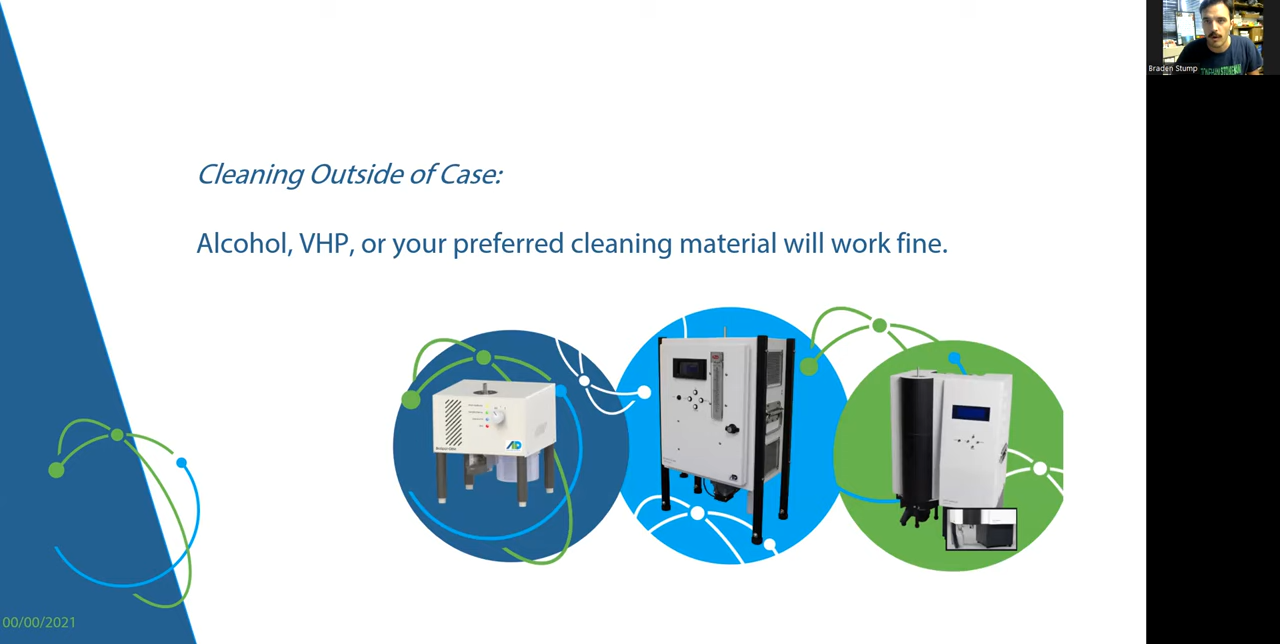 Braden Stump
Cleaning Outside of Case:
Alcohol, VHP, or your preferred cleaning material will work fine.
00/00/2021